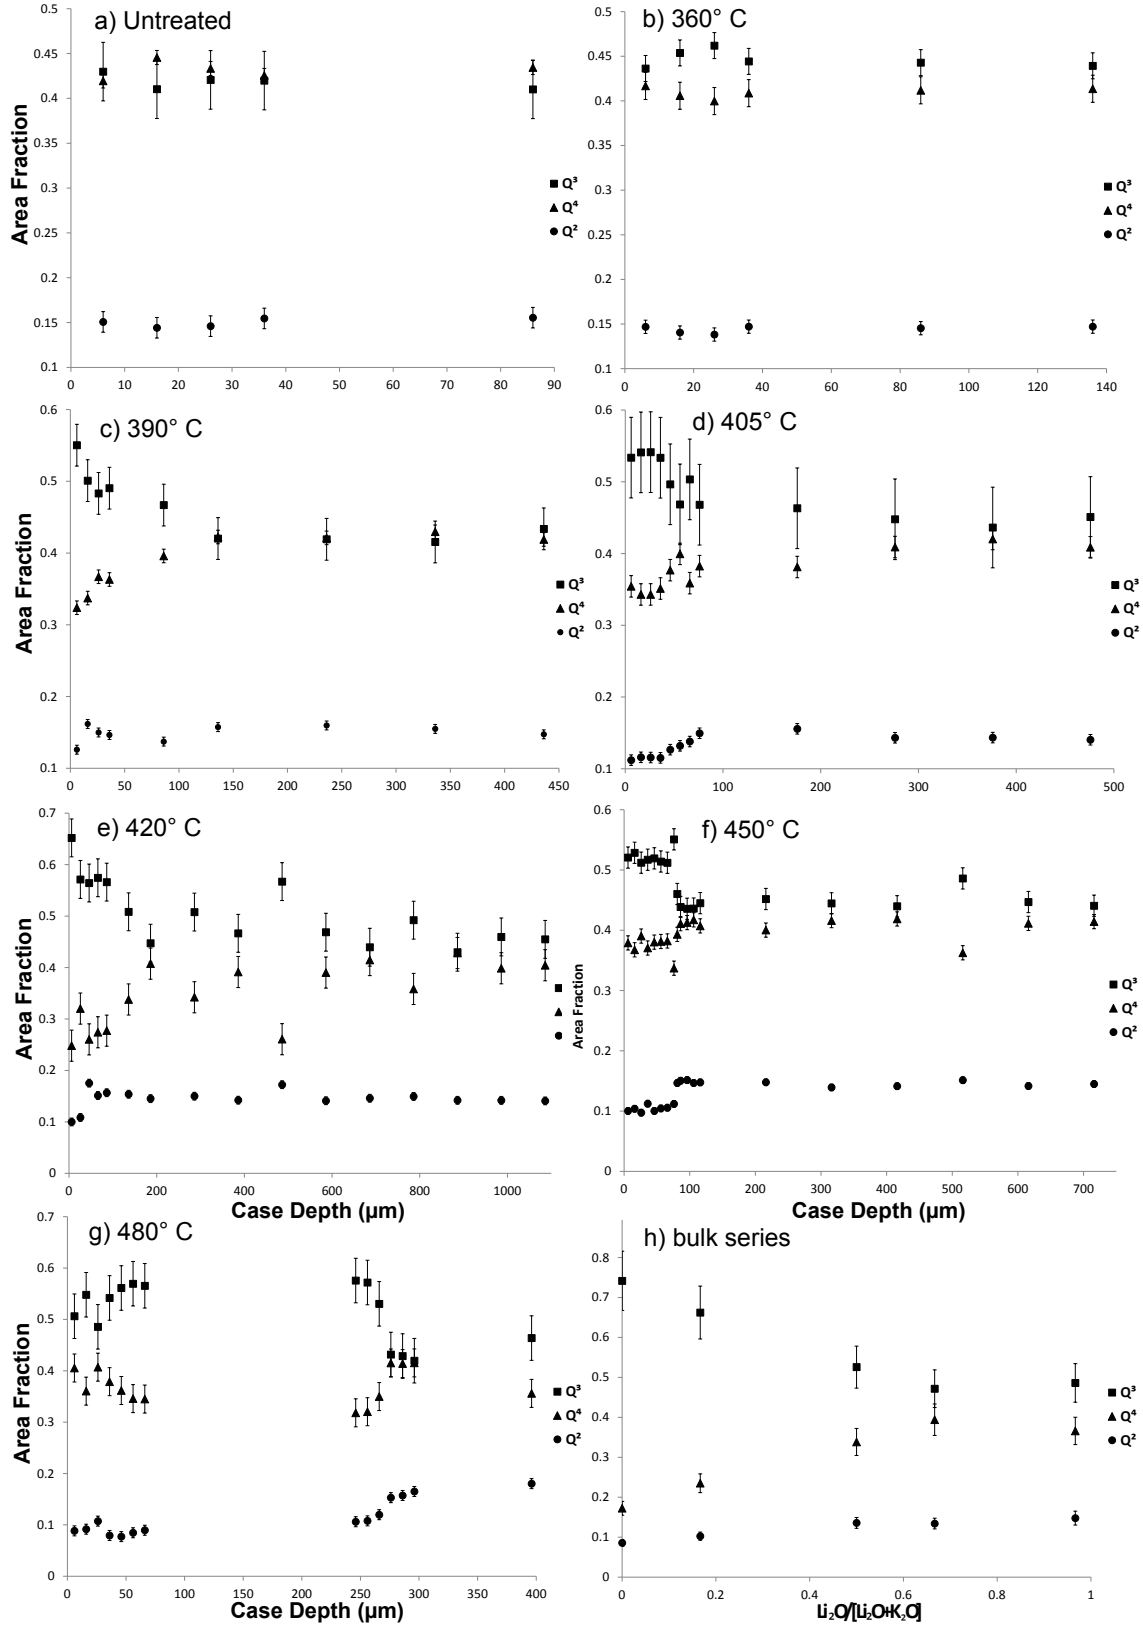 a) Untreated
0.5
0.45
0.4
0.35
0.3
0.25
0.2
0.15
0.1
Area Fraction
0 10 20 30 40 50 60 70 80 90
Q³
Q⁴
Q²
b) 360° C
0.5
0.45
0.4
0.35
0.3
0.25
0.2
0.15
0.1
0 20 40 60 80 100 120 140
Q³
Q⁴
Q²
c) 390° C
0.6
0.5
0.4
0.3
0.2
0.1
Area Fraction
0 50 100 150 200 250 300 350 400 450
Q³
Q⁴
Q²
d) 405° C
0.6
0.5
0.4
0.3
0.2
0.1
0 100 200 300 400 500
Q³
Q⁴
Q²
e) 420° C
0.7
0.6
0.5
0.4
0.3
0.2
0.1
0
Area Fraction
0 200 400 600 800 1000
Case Depth (µm)
f) 450° C
0.6
0.5
0.4
0.3
0.2
0.1
0
Area Fraction
0 100 200 300 400 500 600 700
Case Depth (µm)
Q³
Q⁴
Q²
g) 480° C
0.7
0.6
0.5
0.4
0.3
0.2
0.1
0
Area Fraction
0 50 100 150 200 250 300 350 400
Case Depth (µm)
Q³
Q⁴
Q²
h) bulk series
0.8
0.7
0.6
0.5
0.4
0.3
0.2
0.1
0
0 0.2 0.4 0.6 0.8 1
Li₂O/[Li₂O+K₂O]
Q³
Q⁴
Q²